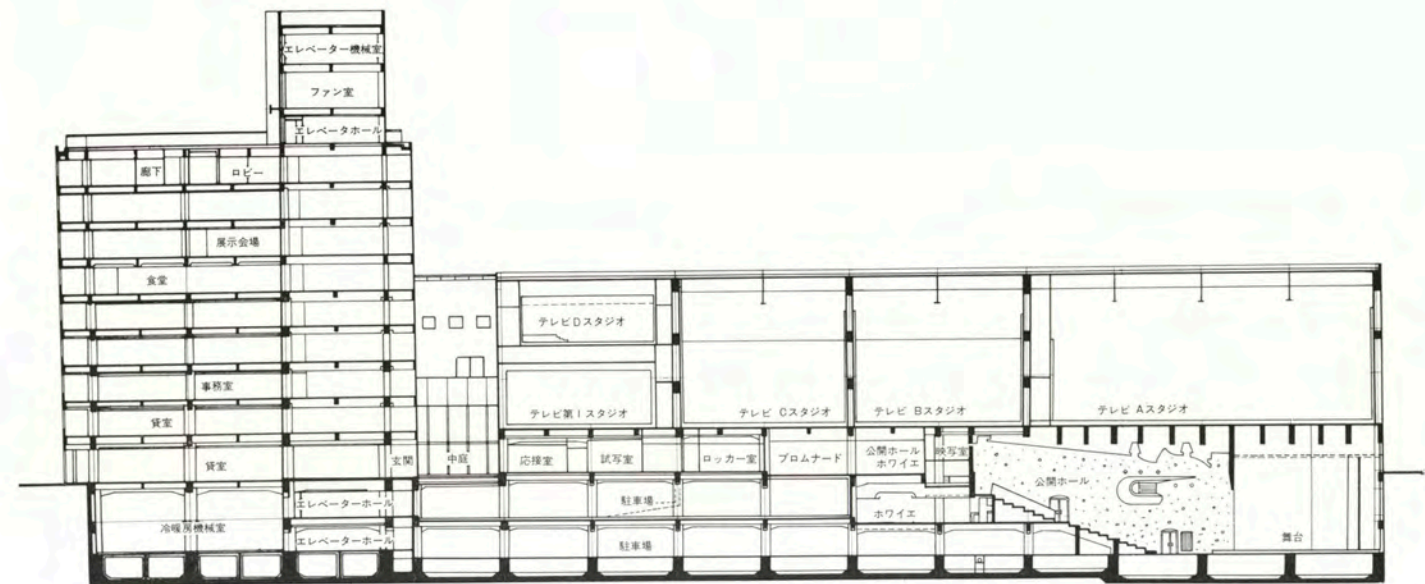 エレベーター機械室
ファン室
エレベータホール
廊下
ロビー
展示会場
食堂
事務室
貸室
貸室
玄関
中庭
テレビDスタジオ
テレビ第1スタジオ
テレビ Cスタジオ
テレビ Bスタジオ
テレビ Aスタジオ
応接室
試写室
ロッカー室
プロムナード
公開ホール
ホワイエ
映写室
公開ホール
エレベーターホール
駐車場
ホワイエ
冷暖房機械室
エレベーターホール
駐車場
舞台